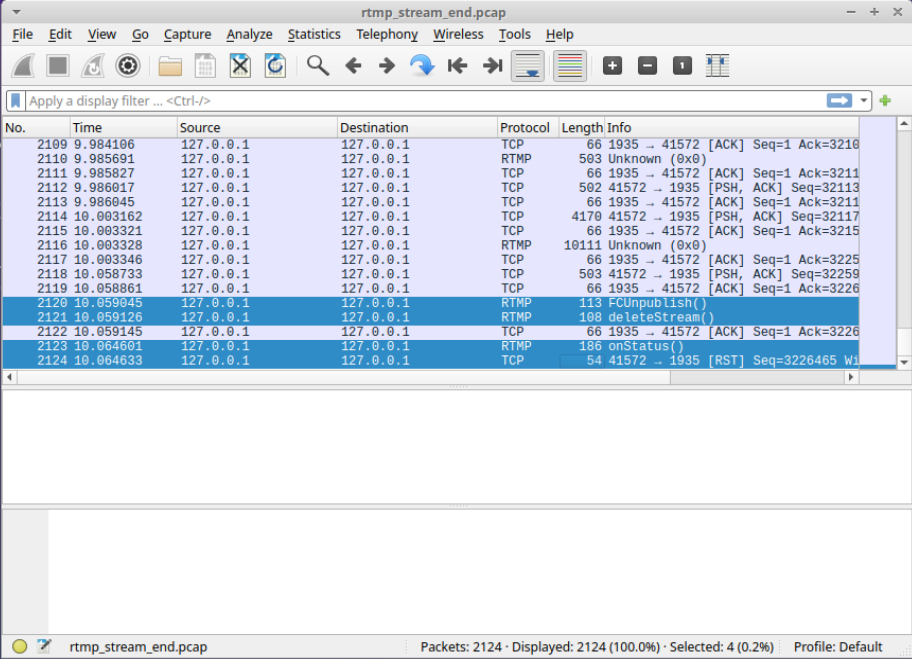 rtmp_stream_end.pcap
File Edit View Go Capture Analyze Statistics Telephony Wireless Tools Help
Apply a display filter ... <Ctrl-/>
No. Time Source Destination Protocol Length Info
2109 9.984106 127.0.0.1 127.0.0.1 TCP 66 1935 → 41572 [ACK] Seq=1 Ack=3210
2110 9.985691 127.0.0.1 127.0.0.1 RTMP 503 Unknown (0x0)
2111 9.985827 127.0.0.1 127.0.0.1 TCP 66 1935 → 41572 [ACK] Seq=1 Ack=3211
2112 9.986017 127.0.0.1 127.0.0.1 TCP 502 41572 → 1935 [PSH, ACK] Seq=32113
2113 9.986045 127.0.0.1 127.0.0.1 TCP 66 1935 → 41572 [ACK] Seq=1 Ack=3211
2114 10.003162 127.0.0.1 127.0.0.1 TCP 4170 41572 → 1935 [PSH, ACK] Seq=32117
2115 10.003321 127.0.0.1 127.0.0.1 TCP 66 1935 → 41572 [ACK] Seq=1 Ack=3215
2116 10.003328 127.0.0.1 127.0.0.1 RTMP 10111 Unknown (0x0)
2117 10.003346 127.0.0.1 127.0.0.1 TCP 66 1935 → 41572 [ACK] Seq=1 Ack=3225
2118 10.058733 127.0.0.1 127.0.0.1 TCP 503 41572 → 1935 [PSH, ACK] Seq=32259
2119 10.058861 127.0.0.1 127.0.0.1 TCP 66 1935 → 41572 [ACK] Seq=1 Ack=3226
2120 10.059045 127.0.0.1 127.0.0.1 RTMP 113 FCUnpublish()
2121 10.059126 127.0.0.1 127.0.0.1 RTMP 108 deleteStream()
2122 10.059145 127.0.0.1 127.0.0.1 TCP 66 1935 → 41572 [ACK] Seq=1 Ack=3226
2123 10.064601 127.0.0.1 127.0.0.1 RTMP 186 onStatus()
2124 10.064633 127.0.0.1 127.0.0.1 TCP 54 41572 → 1935 [RST] Seq=3226465 Wi
rtmp_stream_end.pcap Packets: 2124 · Displayed: 2124 (100.0%) · Selected: 4 (0.2%) Profile: Default